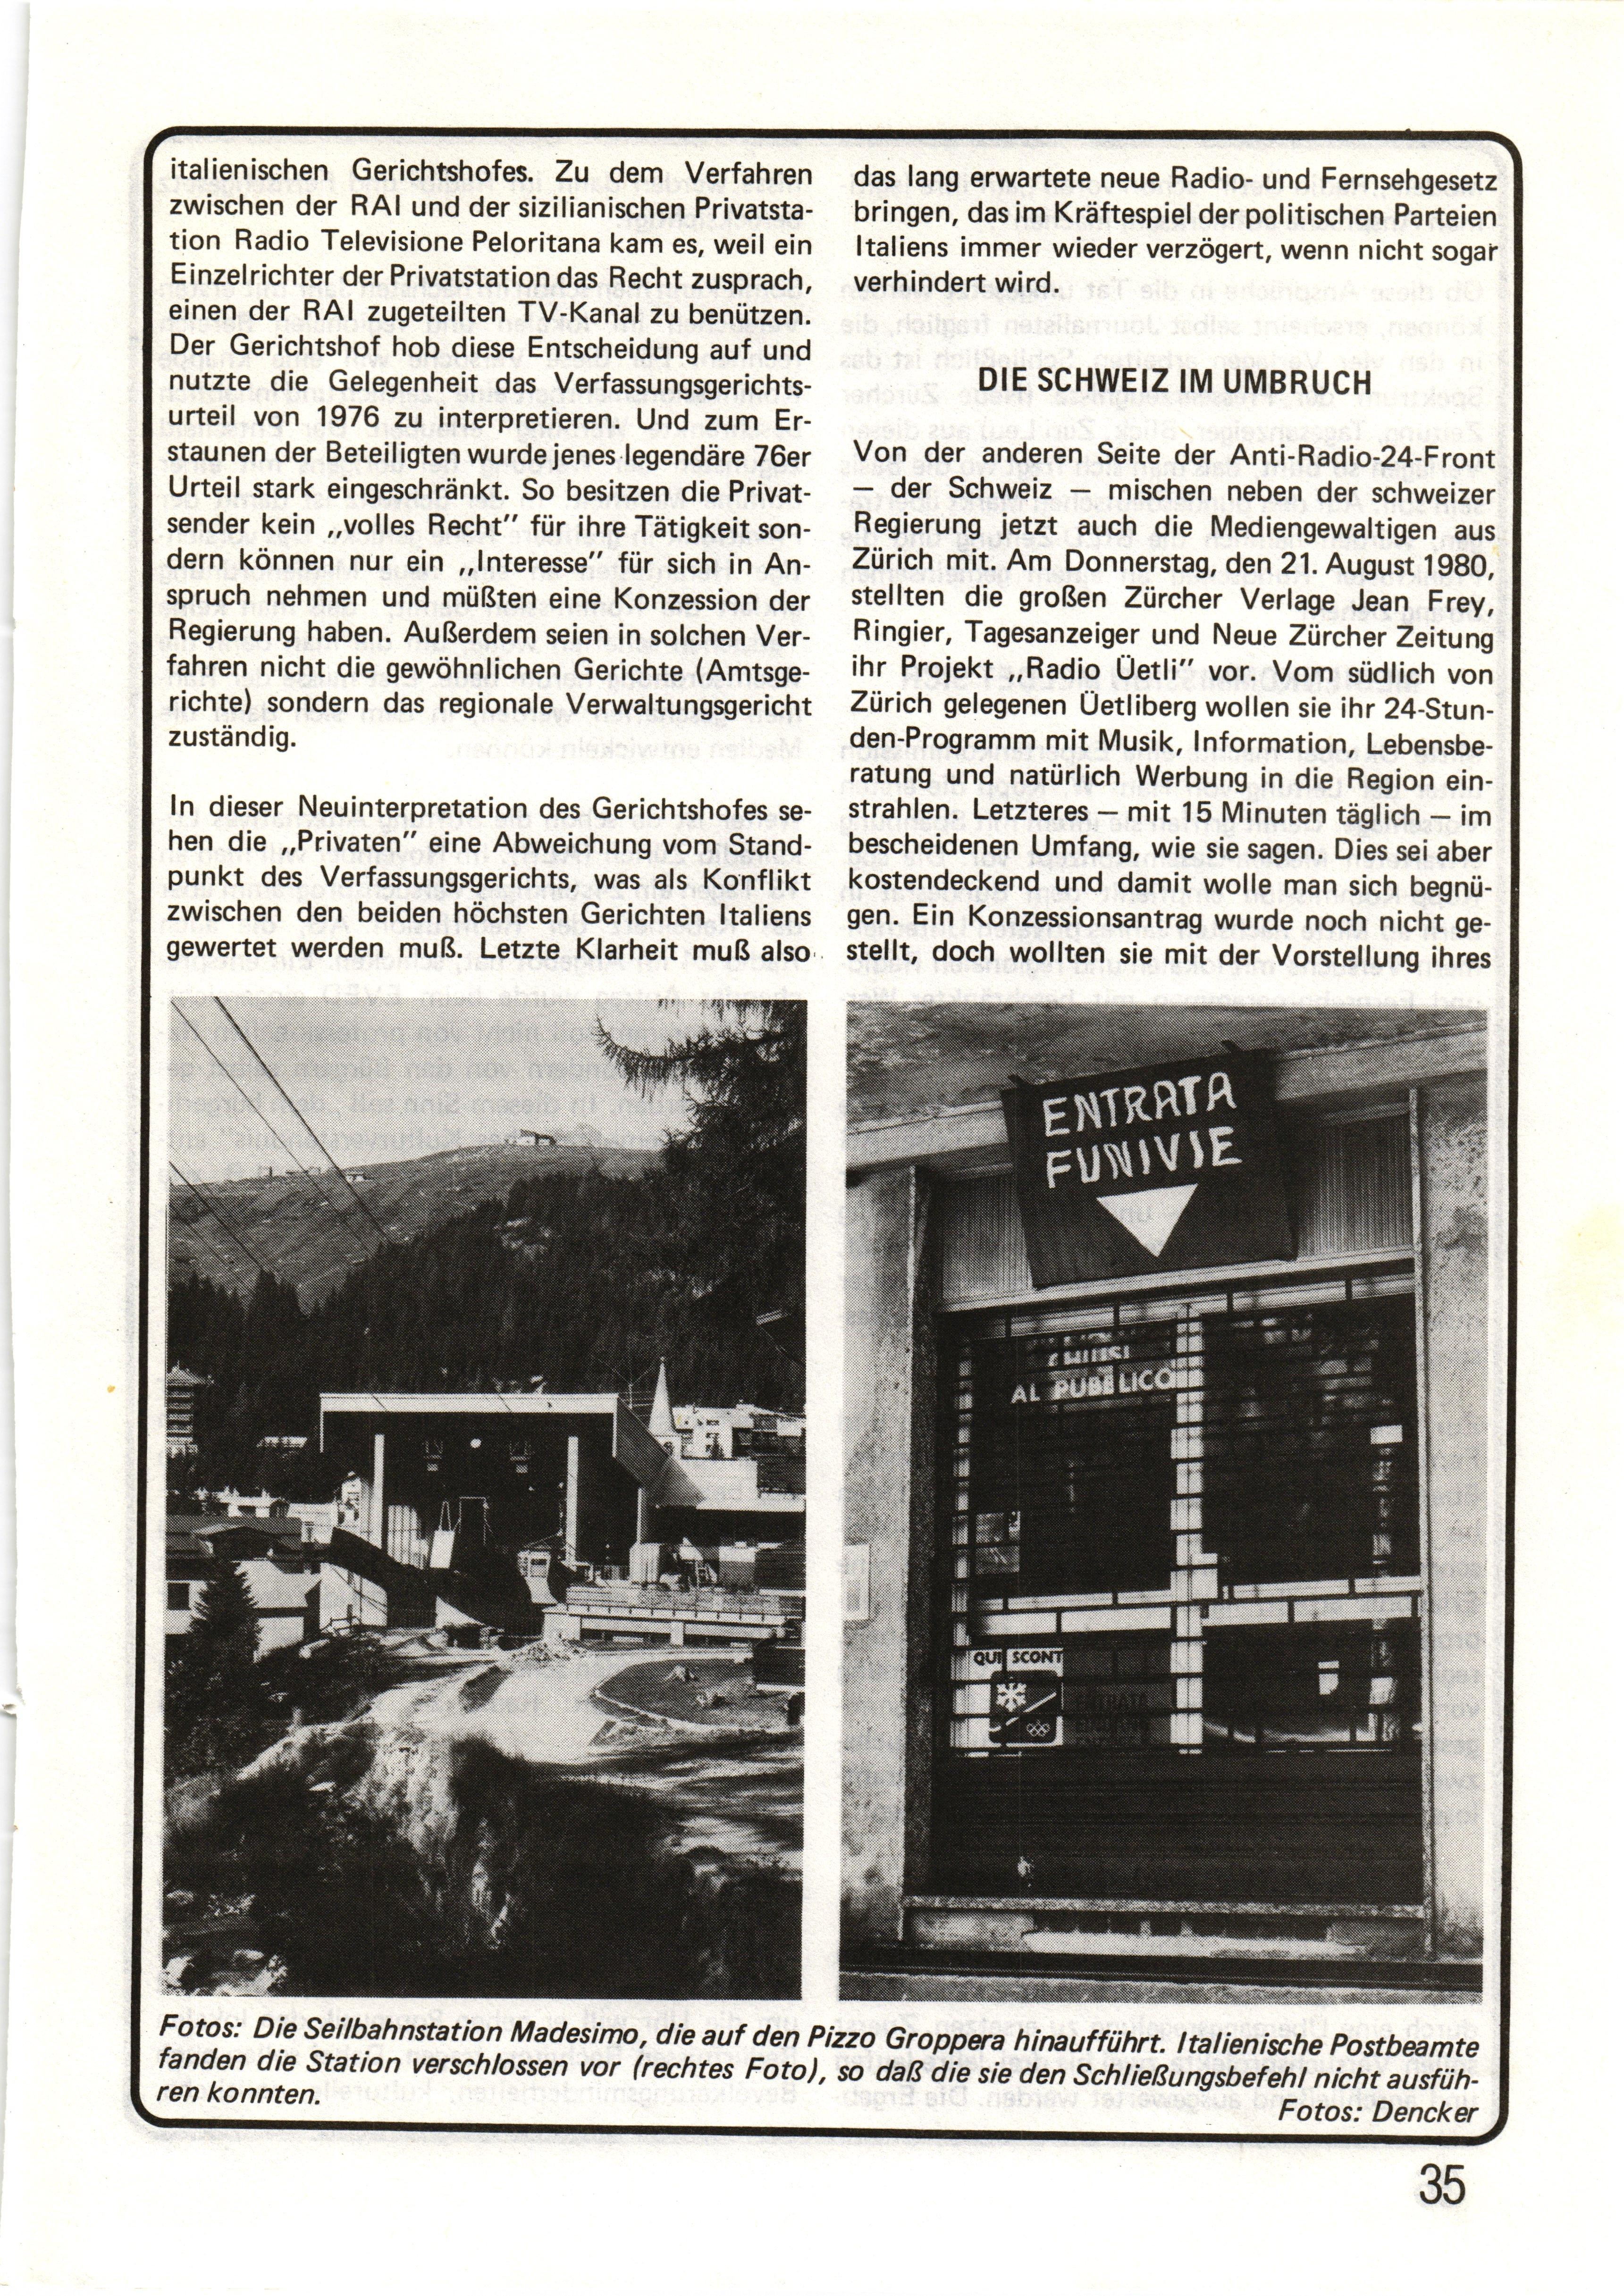 italienischen Gerichtshofes. Zu dem Verfahren
zwischen der RAI und der sizilianischen Privatsta-
tion Radio Televisione Peloritana kam es, weil ein
Einzelrichter der Privatstation das Recht zusprach,
einen der RAI zugeteilten TV-Kanal zu benützen.
Der Gerichtshof hob diese Entscheidung auf und
nutzte die Gelegenheit das Verfassungsgerichts-
urteil von 1976 zu interpretieren. Und zum Er-
staunen der Beteiligten wurde jenes legendäre 76er
Urteil stark eingeschränkt. So besitzen die Privat-
sender kein „volles Recht” für ihre Tätigkeit son-
dern können nur ein „Interesse” für sich in An-
spruch nehmen und müßten eine Konzession der
Regierung haben. Außerdem seien in solchen Ver-
fahren nicht die gewöhnlichen Gerichte (Amtsge-
richte) sondern das regionale Verwaltungsgericht
zuständig.
In dieser Neuinterpretation des Gerichtshofes se-
hen die „Privaten” eine Abweichung vom Stand-
punkt des Verfassungsgerichts, was als Konflikt
zwischen den beiden höchsten Gerichten Italiens
gewertet werden muß. Letzte Klarheit muß also
das lang erwartete neue Radio- und Fernsehgesetz
bringen, das im Kräftespiel der politischen Parteien
Italiens immer wieder verzögert, wenn nicht sogar
verhindert wird.
DIE SCHWEIZ IM UMBRUCH
Von der anderen Seite der Anti-Radio-24-Front
— der Schweiz — mischen neben der schweizer
Regierung jetzt auch die Mediengewaltigen aus
Zürich mit. Am Donnerstag, den 21. August 1980,
stellten die großen Zürcher Verlage Jean Frey,
Ringier, Tagesanzeiger und Neue Zürcher Zeitung
ihr Projekt „Radio Üetli” vor. Vom südlich von
Zürich gelegenen Üetliberg wollen sie ihr 24-Stun-
den-Programm mit Musik, Information, Lebensbe-
ratung und natürlich Werbung in die Region ein-
strahlen. Letzteres — mit 15 Minuten täglich — im
bescheidenen Umfang, wie sie sagen. Dies sei aber
kostendeckend und damit wolle man sich begnü-
gen. Ein Konzessionsantrag wurde noch nicht ge-
stellt, doch wollten sie mit der Vorstellung ihres
ENTRATA
FUNIVIE
CHIUSI
AL PUBBLICO
QUI SCONT
Fotos: Die Seilbahnstation Madesimo, die auf den Pizzo Groppera hinaufführt. Italienische Postbeamte
fanden die Station verschlossen vor (rechtes Foto), so daß die sie den Schließungsbefehl nicht ausfüh-
ren konnten.
Fotos: Dencker
35